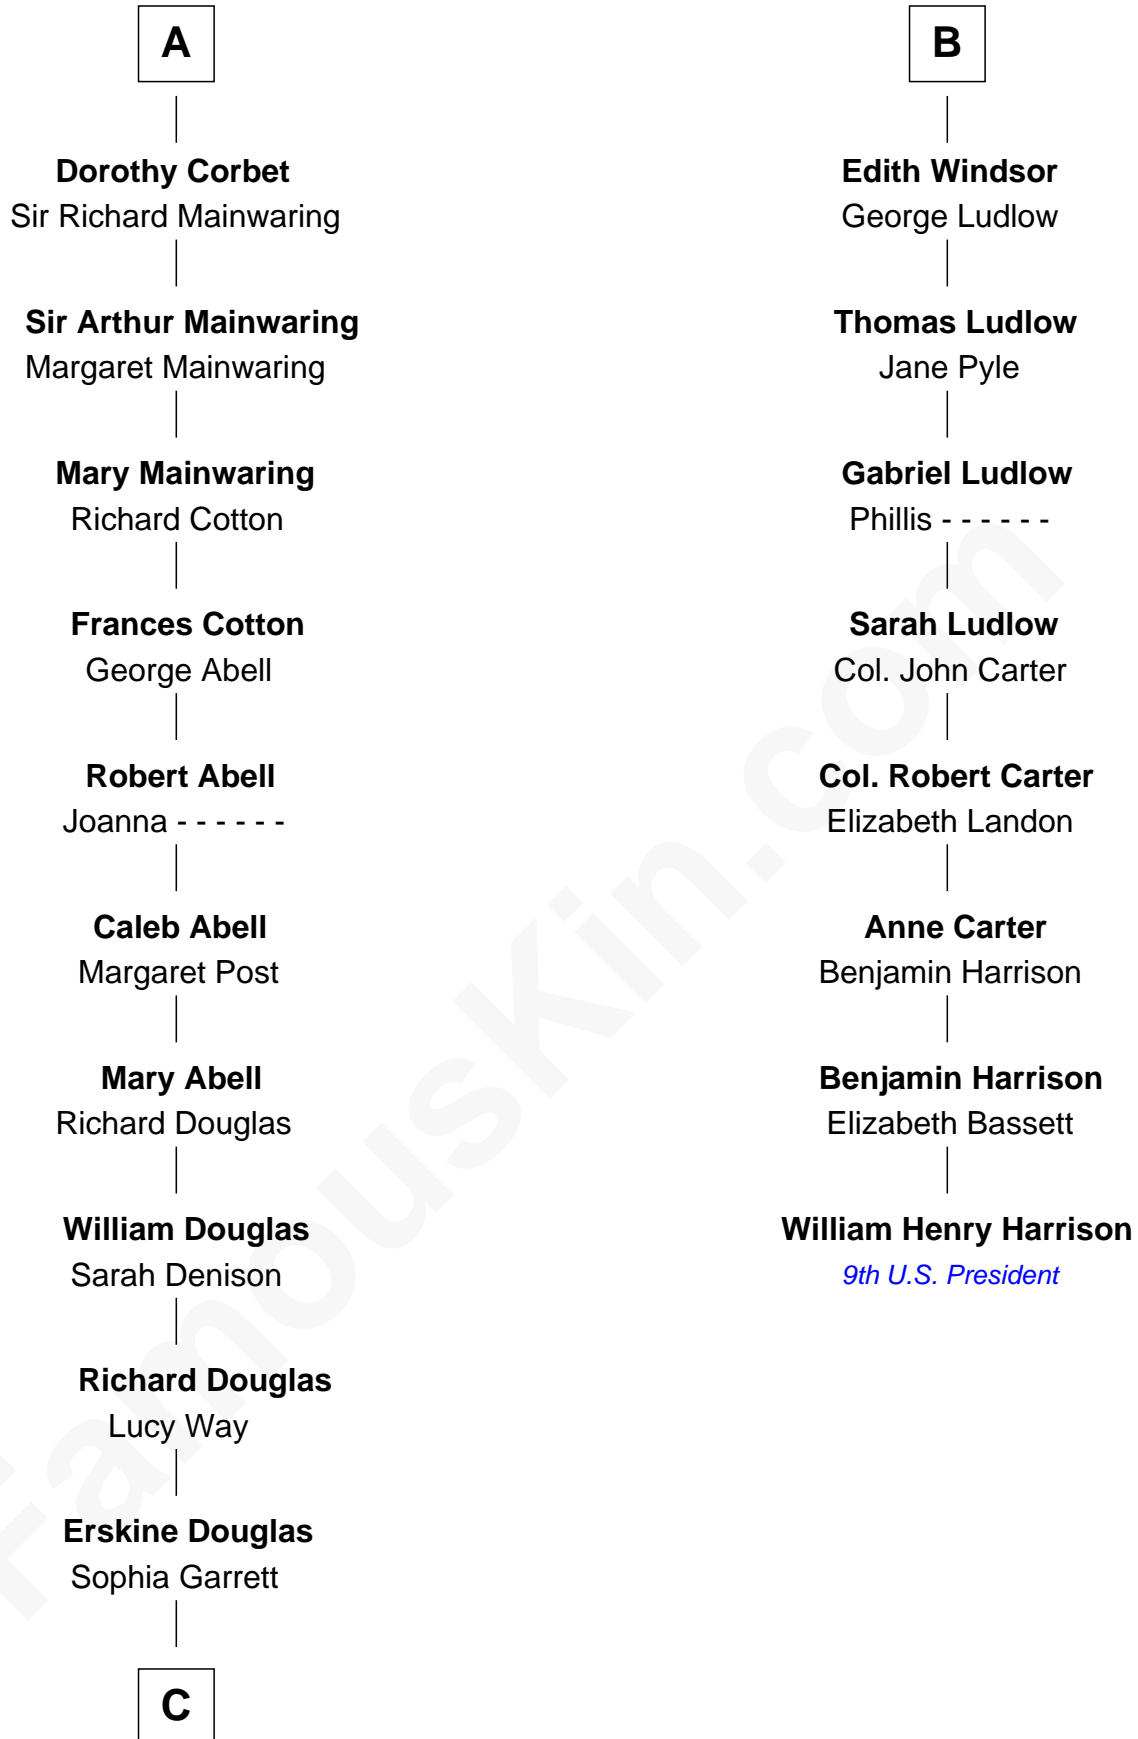 A
Dorothy Corbet
Sir Richard Mainwaring
Sir Arthur Mainwaring
Margaret Mainwaring
Mary Mainwaring
Richard Cotton
Frances Cotton
George Abell
Robert Abell
Joanna - - - - - -
Caleb Abell
Margaret Post
Mary Abell
Richard Douglas
William Douglas
Sarah Denison
Richard Douglas
Lucy Way
Erskine Douglas
Sophia Garrett
C
B
Edith Windsor
George Ludlow
Thomas Ludlow
Jane Pyle
Gabriel Ludlow
Phillis - - - - - -
Sarah Ludlow
Col. John Carter
Col. Robert Carter
Elizabeth Landon
Anne Carter
Benjamin Harrison
Benjamin Harrison
Elizabeth Bassett
William Henry Harrison
9th U.S. President
FamousKin.com